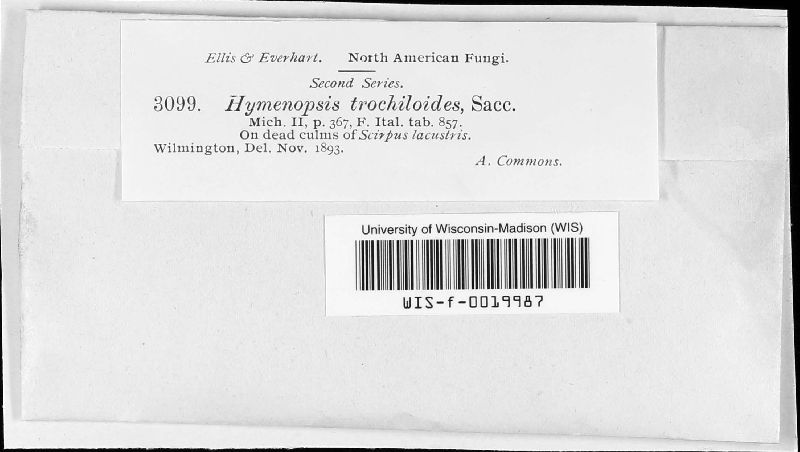 Ellis & Everhart. North American Fungi.
Second Series.
3099. Hymenopsis trochiloides, Sacc.
Mich. II, p. 367, F. Ital. tab. 857.
On dead culms of Scirpus lacustris.
Wilmington, Del. Nov. 1893.
A. Commons.
University of Wisconsin-Madison (WIS)
WIS-f-0019987